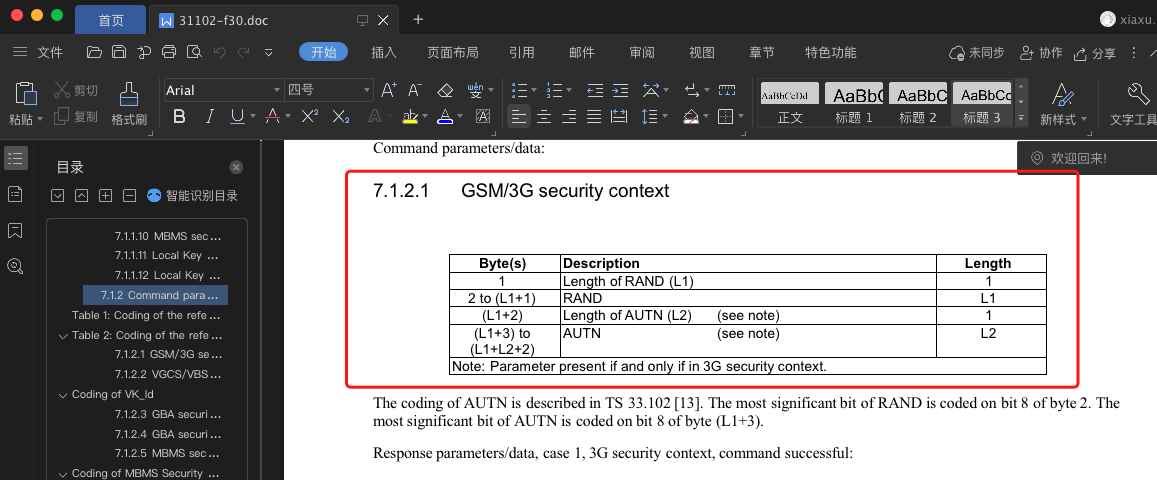 首页
31102-f30.doc
xiaxu.
文件
开始
插入
页面布局
引用
邮件
审阅
视图
章节
特色功能
未同步
协作
分享
粘贴
剪切
复制
格式刷
Arial
四号
A+ A-
wén 变
B I U A X² X₂ A ab A A
AaBbCcDd
正文
AaBb(
标题 1
AaBbC
标题 2
AaBbCc
标题 3
新样式
文字工具
目录
智能识别目录
7.1.1.10 MBMS sec ...
7.1.1.11 Local Key ...
7.1.1.12 Local Key ...
7.1.2 Command para ...
Table 1: Coding of the refe ...
Table 2: Coding of the refe ...
7.1.2.1 GSM/3G se ...
7.1.2.2 VGCS/VBS ...
Coding of VK_Id
7.1.2.3 GBA securi ...
7.1.2.4 GBA securi ...
7.1.2.5 MBMS sec ...
Coding of MBMS Security ...
欢迎回来!
Command parameters/data:
7.1.2.1 GSM/3G security context
Byte(s) Description Length
1 Length of RAND (L1) 1
2 to (L1+1) RAND L1
(L1+2) Length of AUTN (L2) (see note) 1
(L1+3) to AUTN (see note) L2
(L1+L2+2)
Note: Parameter present if and only if in 3G security context.
The coding of AUTN is described in TS 33.102 [13]. The most significant bit of RAND is coded on bit 8 of byte 2. The
most significant bit of AUTN is coded on bit 8 of byte (L1+3).
Response parameters/data, case 1, 3G security context, command successful: